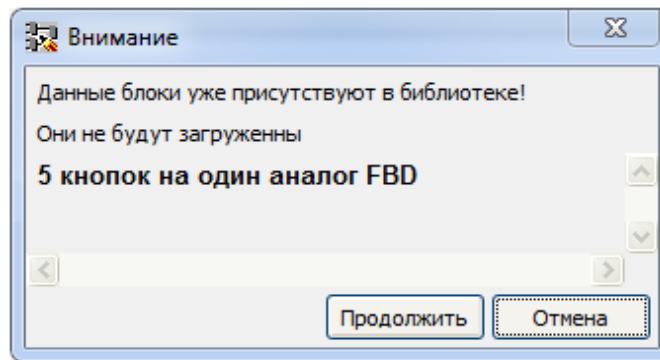 Внимание
Данные блоки уже присутствуют в библиотеке!
Они не будут загруженны
5 кнопок на один аналог FBD
Продолжить Отмена